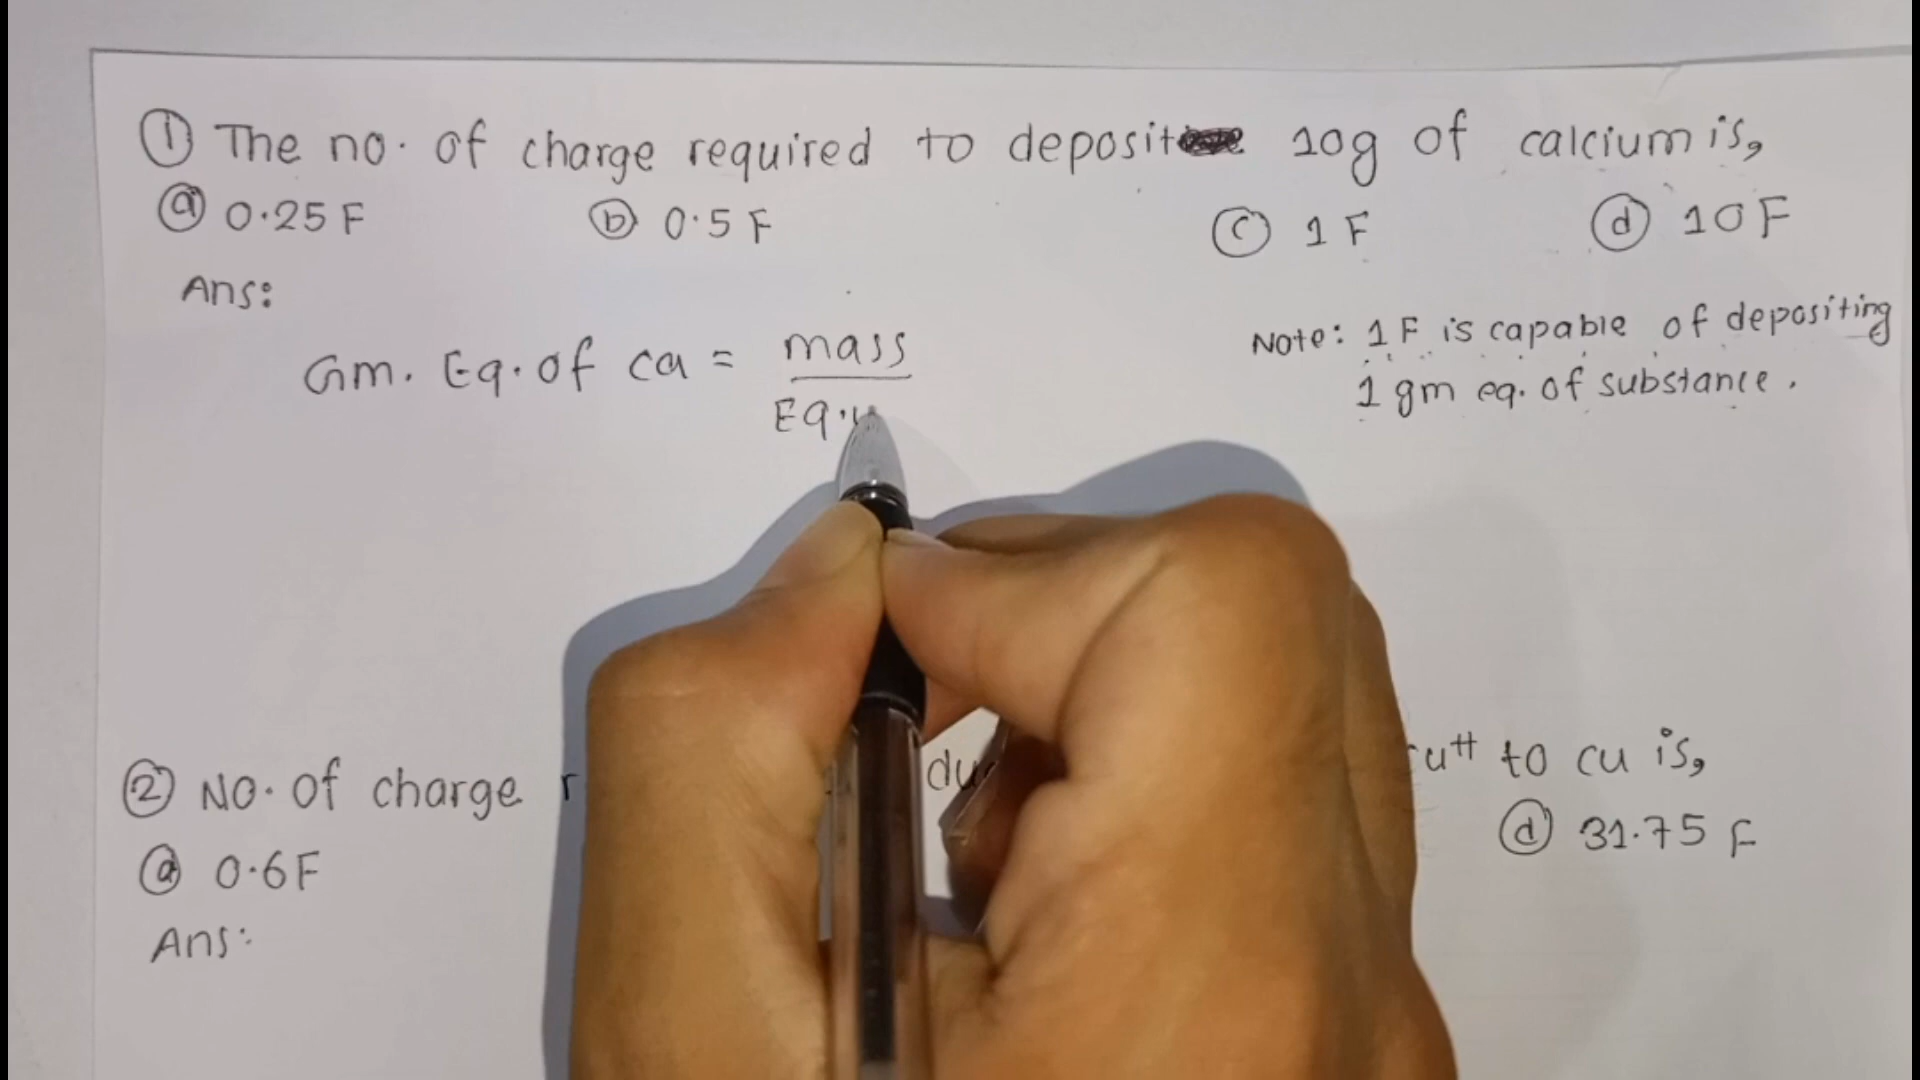 ① The no. of charge required to deposit 10g of calcium is,
ⓐ 0.25 F ⓑ 0.5 F ⓒ 1 F ⓓ 10 F
Ans:
Gm. Eq. of ca = mass
Eq.
Note: 1 F is capable of depositing
1 gm eq. of substance.
② No. of charge cu++ to cu is,
ⓐ 0.6 F ⓓ 31.75 F
Ans: